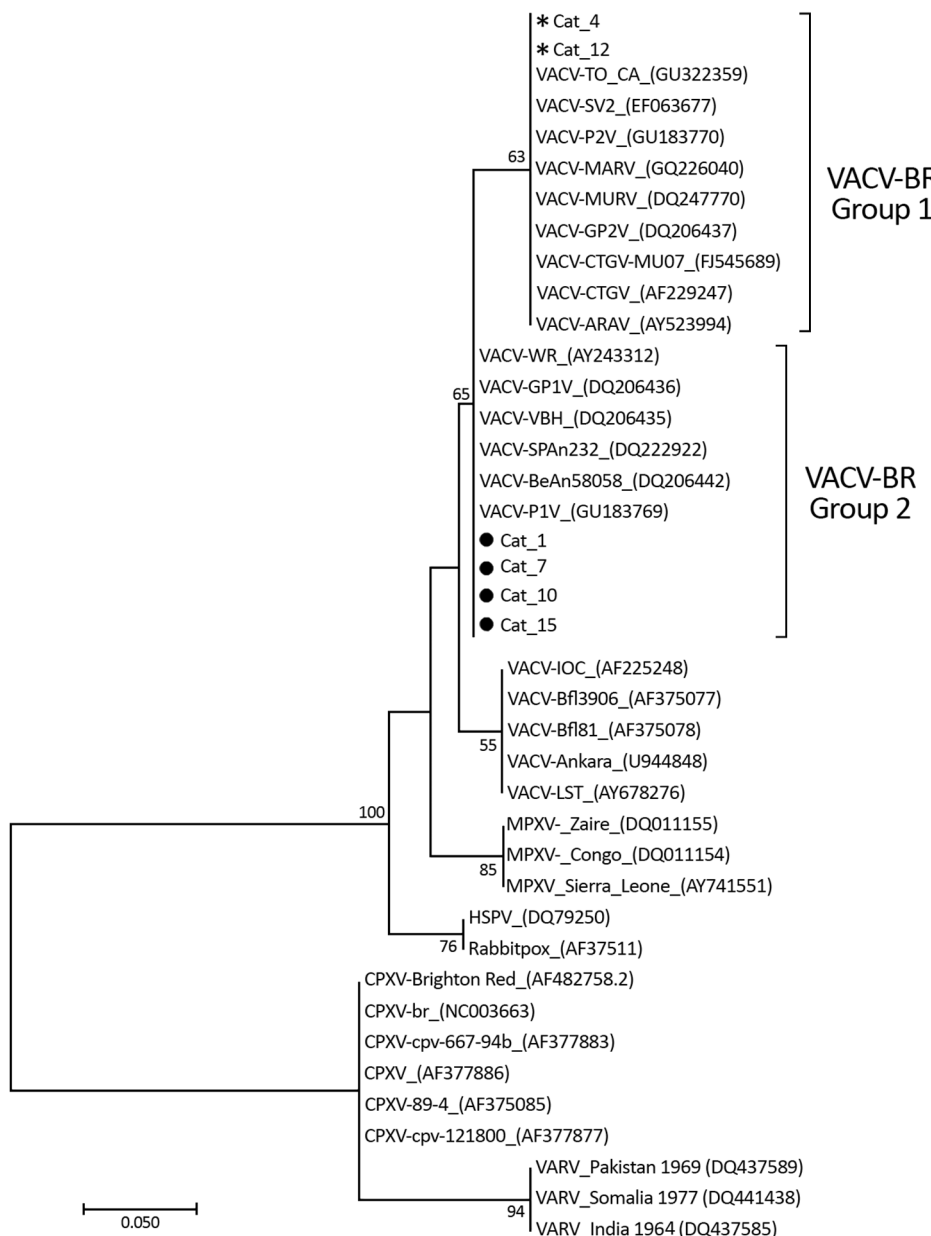 * Cat_4
* Cat_12
VACV-TO_CA_(GU322359)
VACV-SV2_(EF063677)
VACV-P2V_(GU183770)
63
VACV-MARV_(GQ226040)
VACV-MURV_(DQ247770)
VACV-GP2V_(DQ206437)
VACV-CTGV-MU07_(FJ545689)
VACV-CTGV_(AF229247)
VACV-ARAV_(AY523994)
VACV-BR
Group 1
VACV-WR_(AY243312)
VACV-GP1V_(DQ206436)
65
VACV-VBH_(DQ206435)
VACV-SPAn232_(DQ222922)
VACV-BeAn58058_(DQ206442)
VACV-P1V_(GU183769)
● Cat_1
● Cat_7
● Cat_10
● Cat_15
VACV-BR
Group 2
VACV-IOC_(AF225248)
VACV-Bfl3906_(AF375077)
VACV-Bfl81_(AF375078)
55
VACV-Ankara_(U944848)
VACV-LST_(AY678276)
100
MPXV-_Zaire_(DQ011155)
MPXV-_Congo_(DQ011154)
85
MPXV_Sierra_Leone_(AY741551)
HSPV_(DQ79250)
76
Rabbitpox_(AF37511)
CPXV-Brighton Red_(AF482758.2)
CPXV-br_(NC003663)
CPXV-cpv-667-94b_(AF377883)
CPXV_(AF377886)
CPXV-89-4_(AF375085)
CPXV-cpv-121800_(AF377877)
VARV_Pakistan 1969 (DQ437589)
VARV_Somalia 1977 (DQ441438)
94
VARV_India 1964 (DQ437585)
0.050